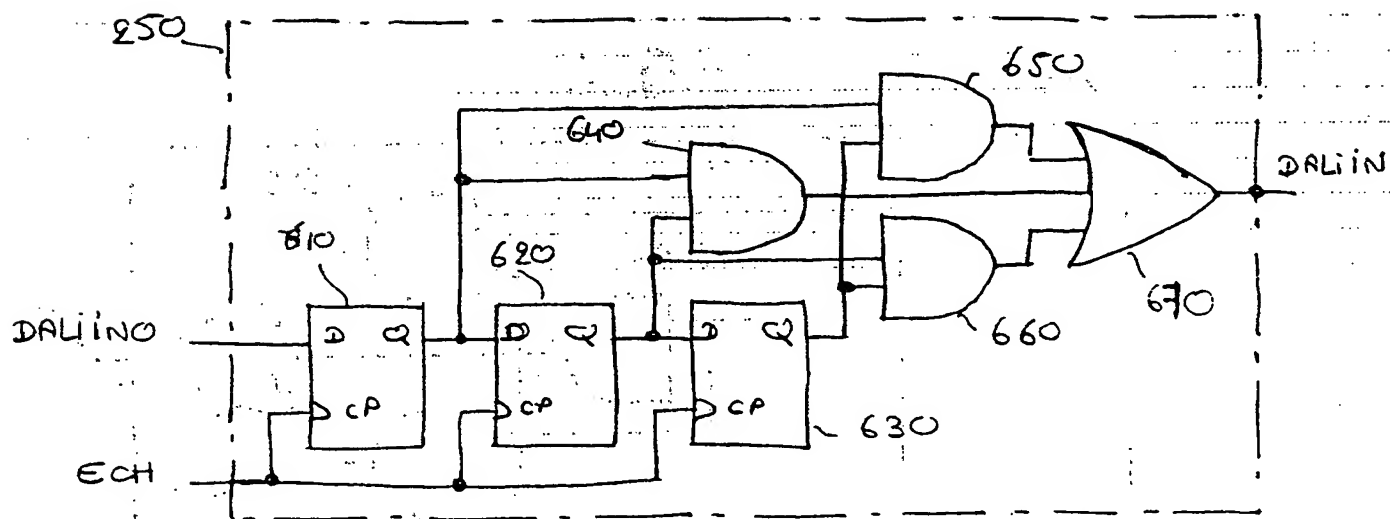 250
650
640
DALIIN
610
620
670
DALIINO
D Q
D Q
D Q
660
CP
CP
CP
630
ECH